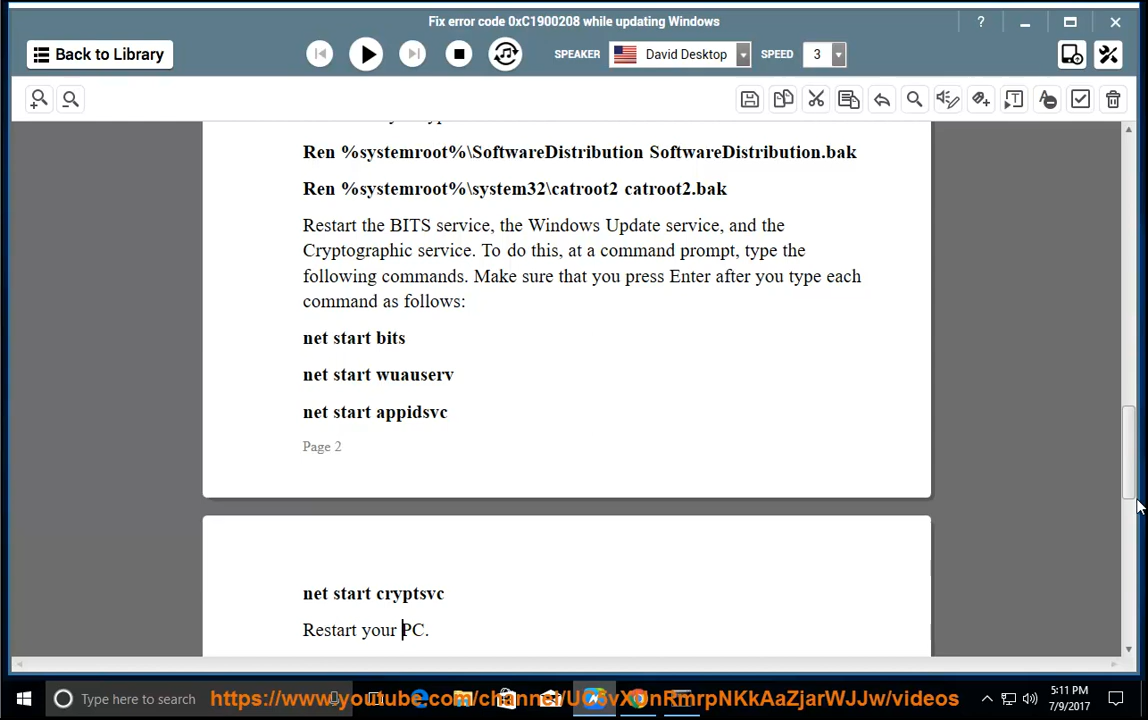 Fix error code 0xC1900208 while updating Windows
Back to Library
SPEAKER David Desktop SPEED 3
Ren %systemroot%\SoftwareDistribution SoftwareDistribution.bak
Ren %systemroot%\system32\catroot2 catroot2.bak
Restart the BITS service, the Windows Update service, and the
Cryptographic service. To do this, at a command prompt, type the
following commands. Make sure that you press Enter after you type each
command as follows:
net start bits
net start wuauserv
net start appidsvc
Page 2
net start cryptsvc
Restart your PC.
Type here to search
5:11 PM
7/9/2017